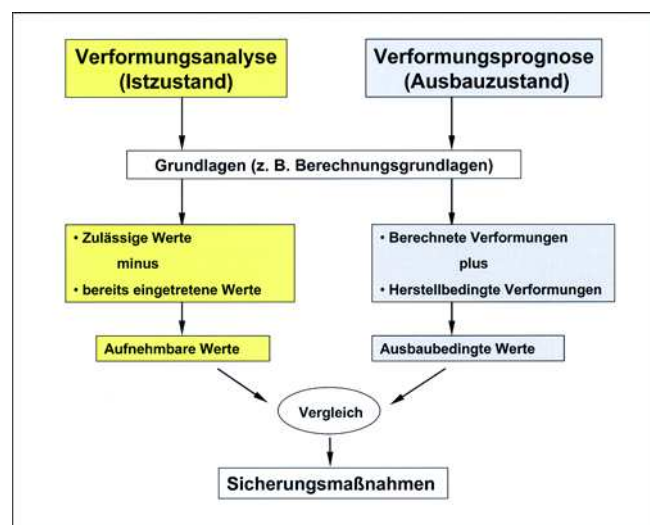 Verformungsanalyse
(Istzustand)
Verformungsprognose
(Ausbauzustand)
Grundlagen (z. B. Berechnungsgrundlagen)
• Zulässige Werte
minus
• bereits eingetretene Werte
• Berechnete Verformungen
plus
• Herstellbedingte Verformungen
Aufnehmbare Werte
Ausbaubedingte Werte
Vergleich
Sicherungsmaßnahmen